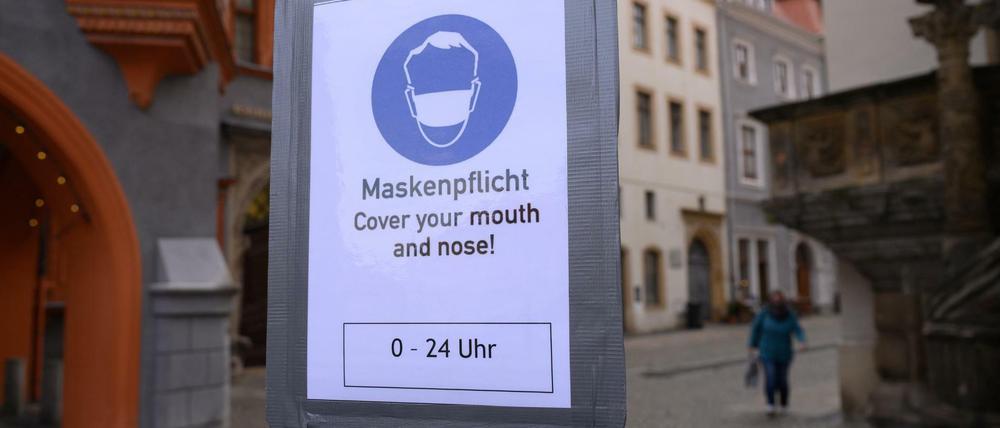 Maskenpflicht
Cover your mouth
and nose!
0 - 24 Uhr